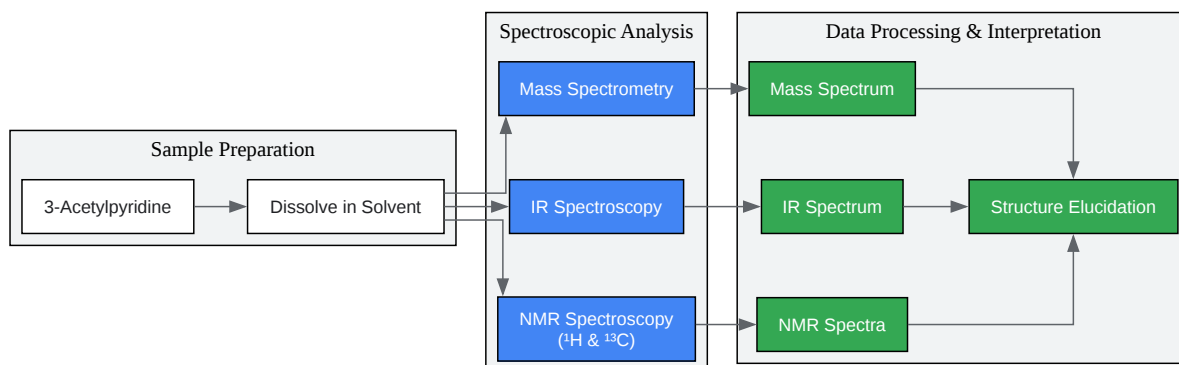 Sample Preparation
3-Acetylpyridine
Dissolve in Solvent
Spectroscopic Analysis
Mass Spectrometry
IR Spectroscopy
NMR Spectroscopy
(¹H & ¹³C)
Data Processing & Interpretation
Mass Spectrum
IR Spectrum
NMR Spectra
Structure Elucidation